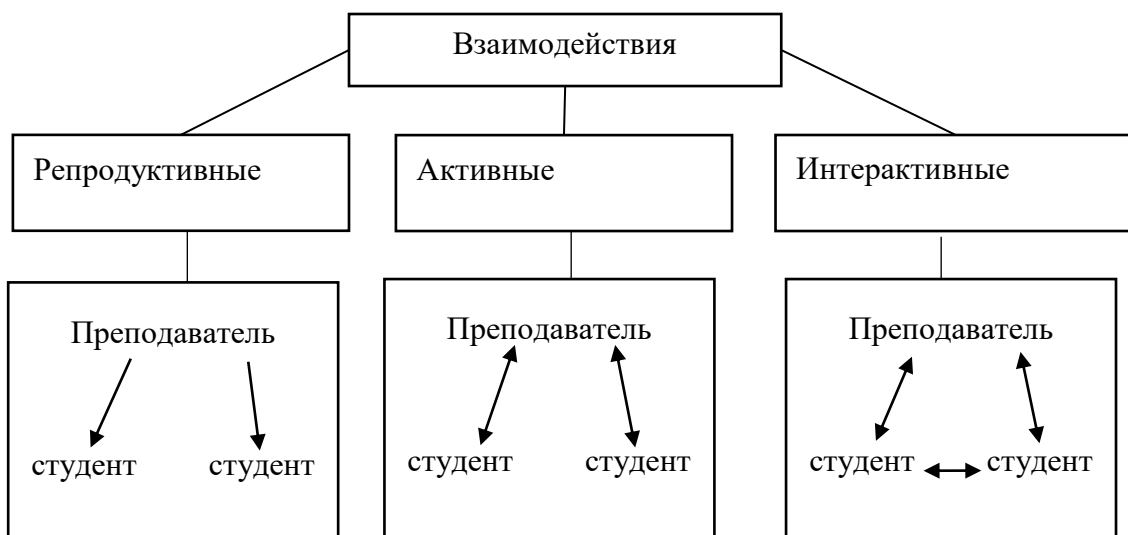 Взаимодействия
Репродуктивные
Активные
Интерактивные
Преподаватель
студент студент
Преподаватель
студент студент
Преподаватель
студент студент